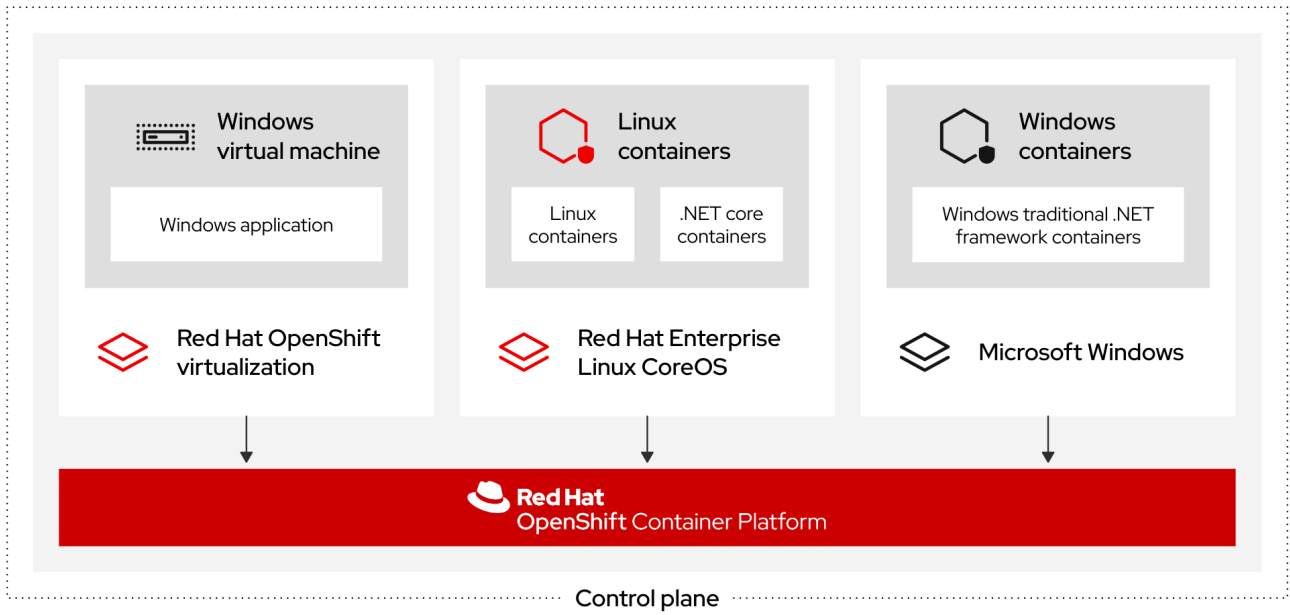 Windows
virtual machine
Windows application
Red Hat OpenShift
virtualization
Linux
containers
Linux
containers
.NET core
containers
Red Hat Enterprise
Linux CoreOS
Windows
containers
Windows traditional .NET
framework containers
Microsoft Windows
Red Hat
OpenShift Container Platform
Control plane